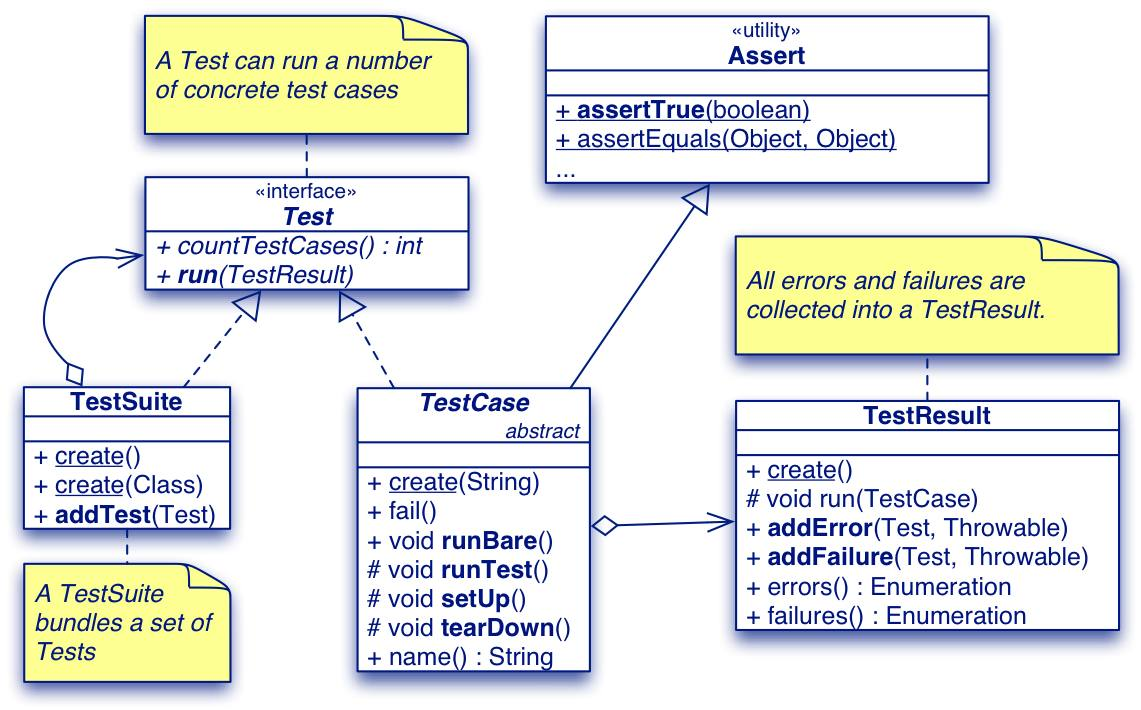 A Test can run a number
of concrete test cases
«utility»
Assert
+ assertTrue(boolean)
+ assertEquals(Object, Object)
...
«interface»
Test
+ countTestCases() : int
+ run(TestResult)
All errors and failures are
collected into a TestResult.
TestSuite
+ create()
+ create(Class)
+ addTest(Test)
A TestSuite
bundles a set of
Tests
TestCase
abstract
+ create(String)
+ fail()
+ void runBare()
# void runTest()
# void setUp()
# void tearDown()
+ name() : String
TestResult
+ create()
# void run(TestCase)
+ addError(Test, Throwable)
+ addFailure(Test, Throwable)
+ errors() : Enumeration
+ failures() : Enumeration